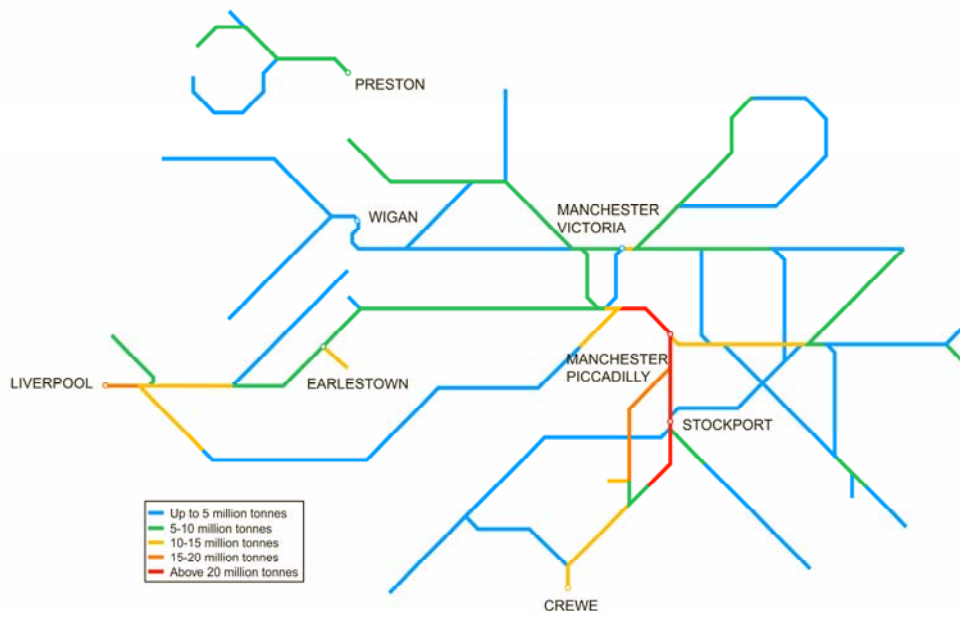 PRESTON
WIGAN
MANCHESTER
VICTORIA
LIVERPOOL
EARLESTOWN
MANCHESTER
PICCADILLY
STOCKPORT
Up to 5 million tonnes
5-10 million tonnes
10-15 million tonnes
15-20 million tonnes
Above 20 million tonnes
CREWE